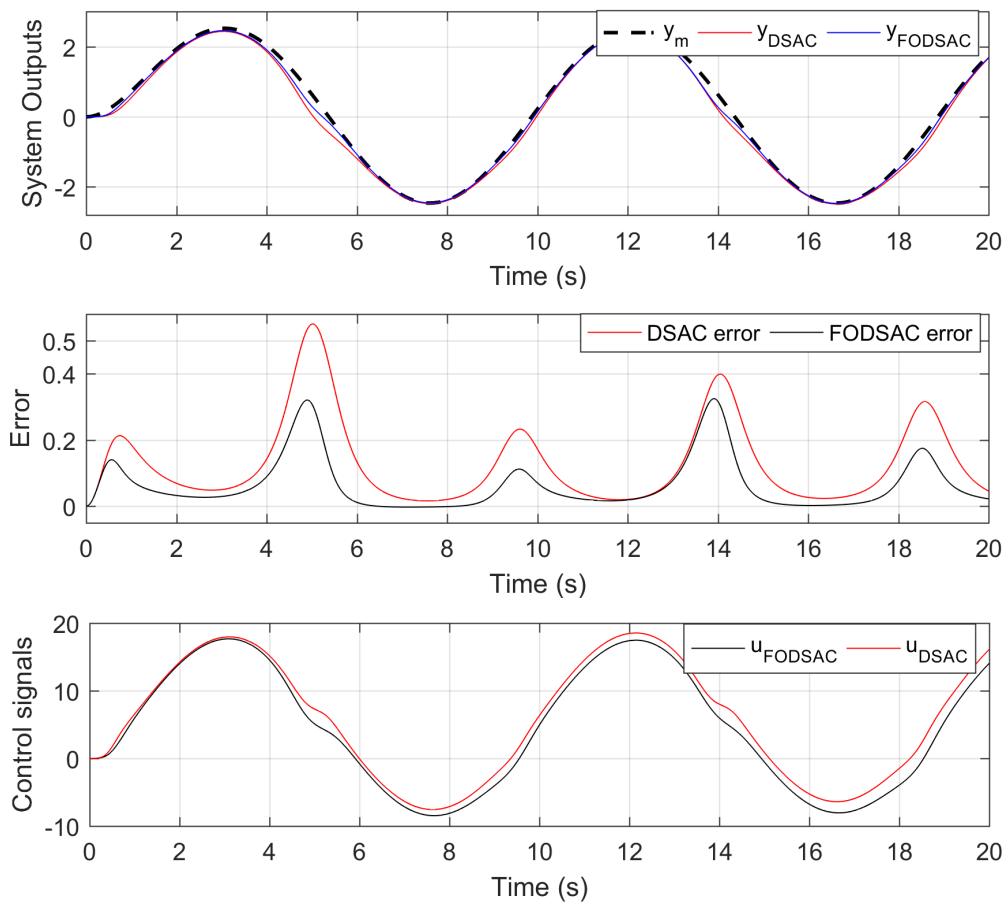 y_m y_DSAC y_FODSAC
System Outputs
2
0
-2
0 2 4 6 8 10 12 14 16 18 20
Time (s)
DSAC error FODSAC error
Error
0.5
0.4
0.2
0
0 2 4 6 8 10 12 14 16 18 20
Time (s)
u_FODSAC u_DSAC
Control signals
20
10
0
-10
0 2 4 6 8 10 12 14 16 18 20
Time (s)